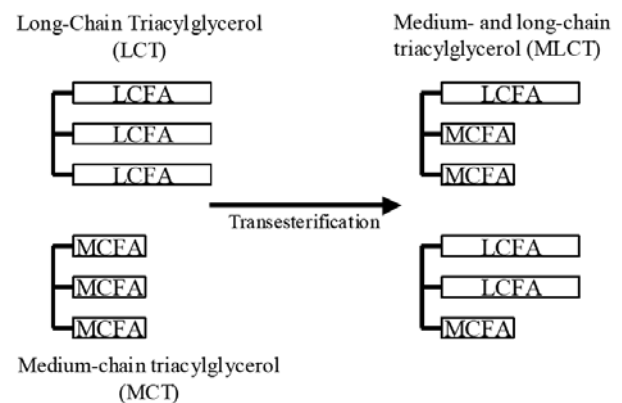 Long-Chain Triacylglycerol
(LCT)
LCFA
LCFA
LCFA
MCFA
MCFA
MCFA
Medium-chain triacylglycerol
(MCT)
Transesterification
Medium- and long-chain
triacylglycerol (MLCT)
LCFA
MCFA
MCFA
LCFA
LCFA
MCFA